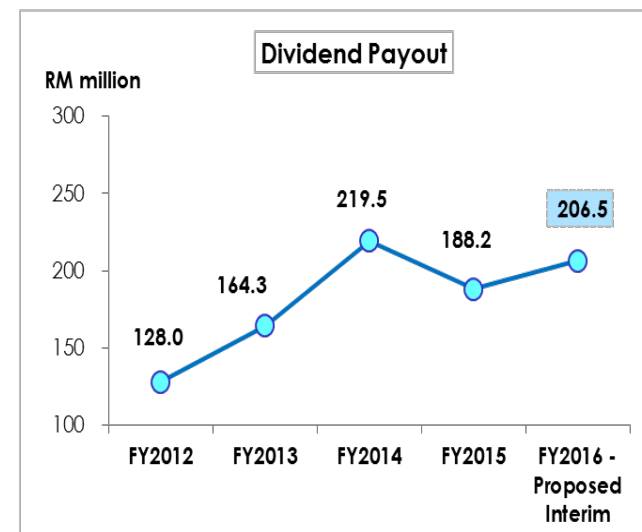 Dividend Payout
RM million
300
250
200
150
100
128.0
164.3
219.5
188.2
206.5
FY2012
FY2013
FY2014
FY2015
FY2016 -
Proposed
Interim